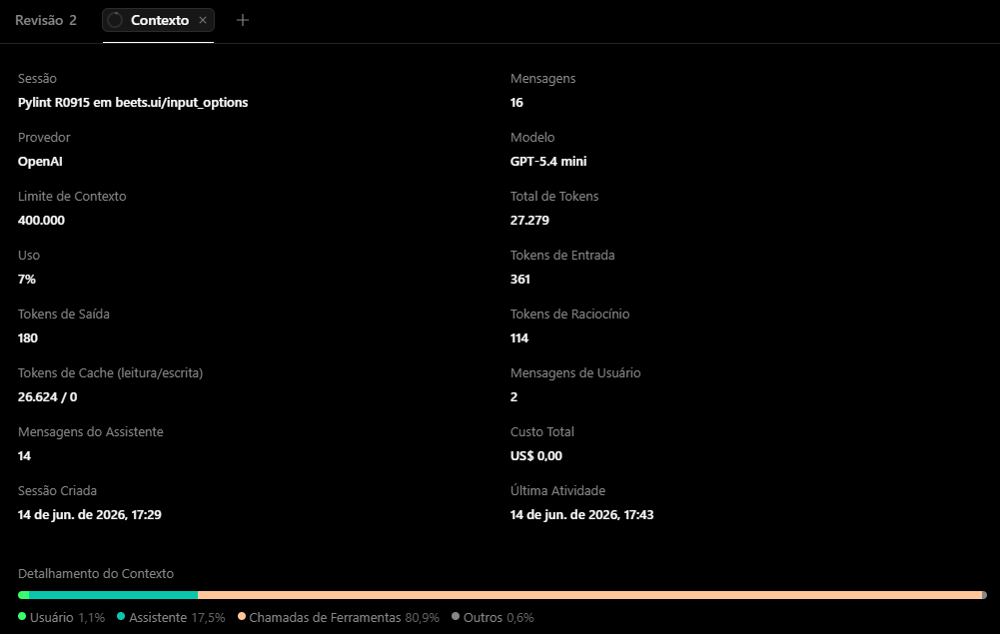 Revisão 2
Contexto
Sessão
Mensagens
Pylint R0915 em beets.ui/input_options
16
Provedor
Modelo
OpenAI
GPT-5.4 mini
Limite de Contexto
Total de Tokens
400.000
27.279
Uso
Tokens de Entrada
7%
361
Tokens de Saída
Tokens de Raciocínio
180
114
Tokens de Cache (leitura/escrita)
Mensagens de Usuário
26.624 / 0
2
Mensagens do Assistente
Custo Total
14
US$ 0,00
Sessão Criada
Última Atividade
14 de jun. de 2026, 17:29
14 de jun. de 2026, 17:43
Detalhamento do Contexto
Usuário 1,1% Assistente 17,5% Chamadas de Ferramentas 80,9% Outros 0,6%